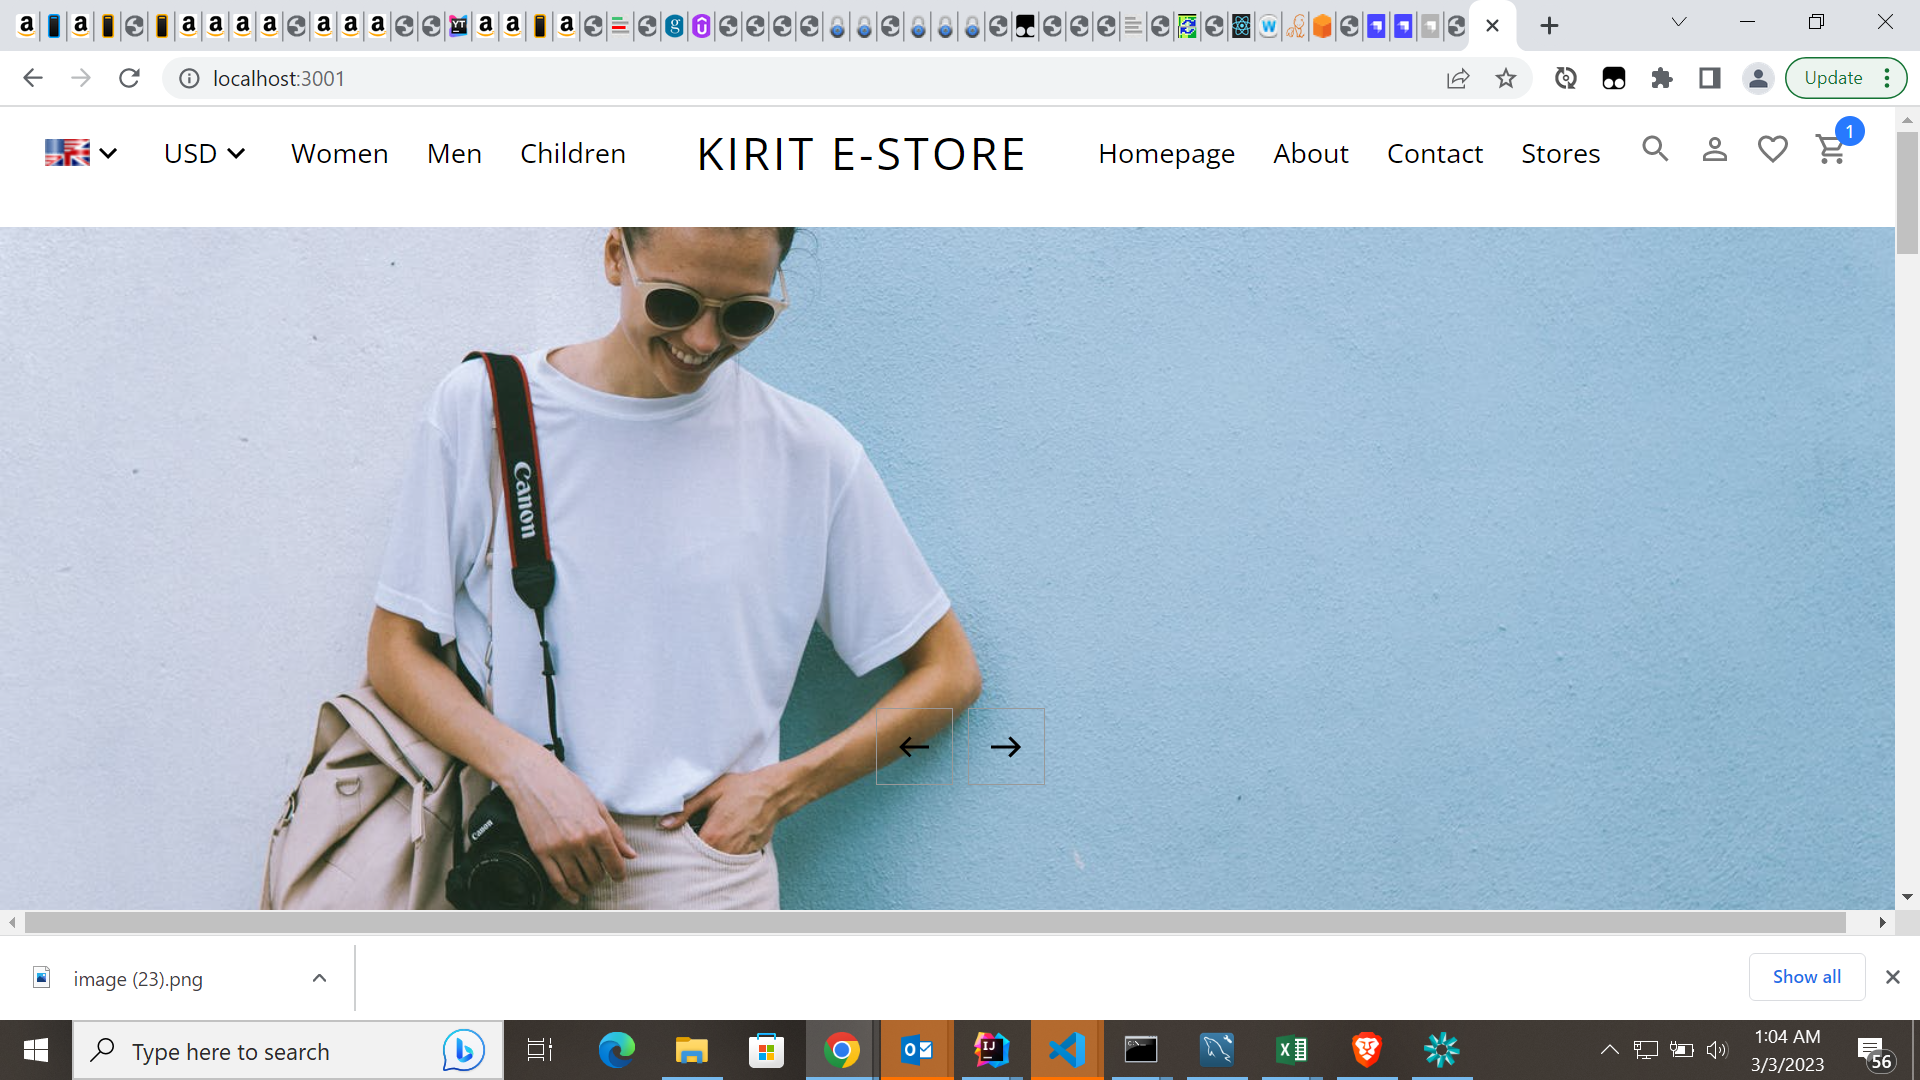 localhost:3001
Update
USD
Women
Men
Children
KIRIT E-STORE
Homepage
About
Contact
Stores
1
Canon
Canon
image (23).png
Show all
Type here to search
1:04 AM
3/3/2023
56